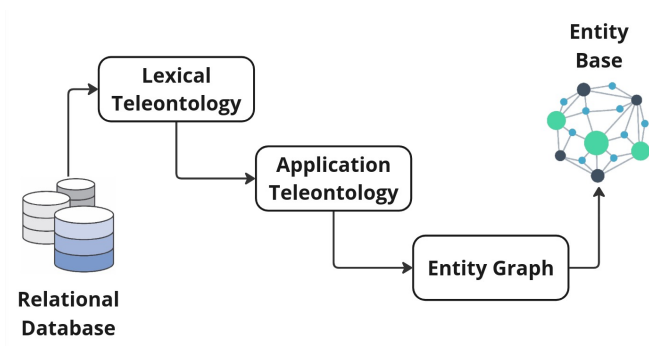 Entity
Base
Lexical
Teleontology
Application
Teleontology
Entity Graph
Relational
Database